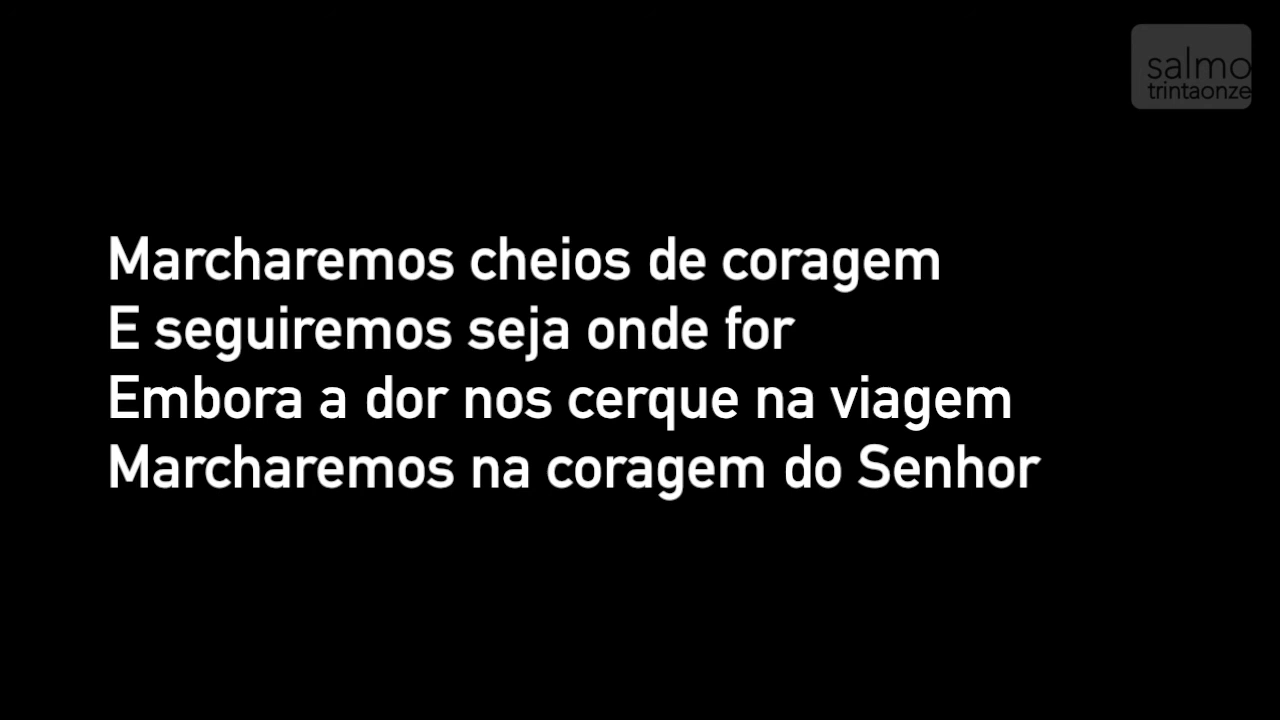 salmo
trintaonze
Marcharemos cheios de coragem
E seguiremos seja onde for
Embora a dor nos cerque na viagem
Marcharemos na coragem do Senhor